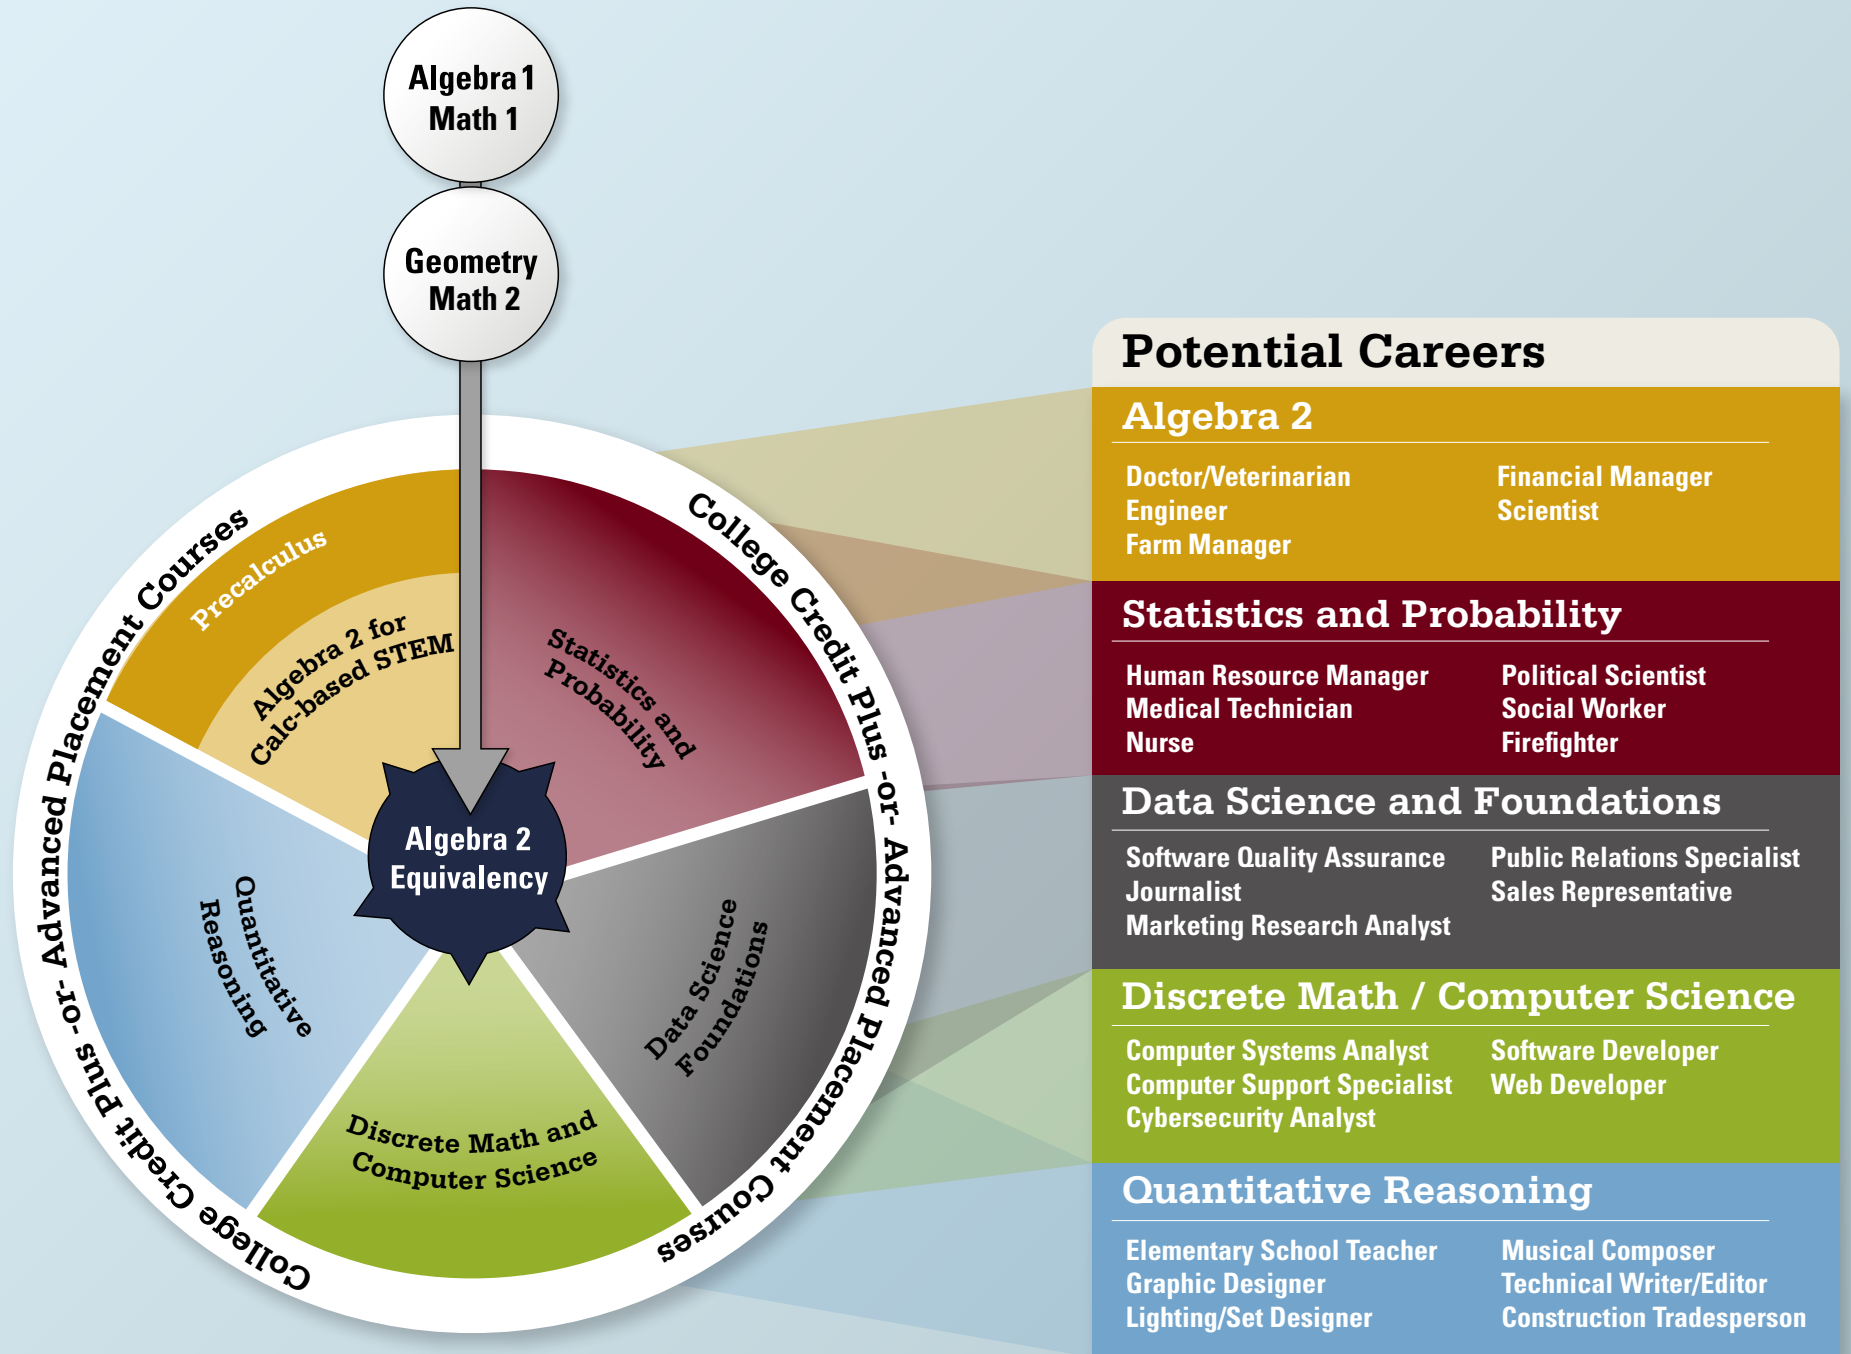 Algebra 1
Math 1
Geometry
Math 2
Advanced Placement Courses
College Credit Plus -or-
College Credit Plus -or- Advanced Placement Courses
Precalculus
Algebra 2 for
Calc-based STEM
Statistics and
Probability
Algebra 2
Equivalency
Quantitative
Reasoning
Data Science
Foundations
Discrete Math and
Computer Science
Potential Careers
Algebra 2
Doctor/Veterinarian
Engineer
Farm Manager
Financial Manager
Scientist
Statistics and Probability
Human Resource Manager
Medical Technician
Nurse
Political Scientist
Social Worker
Firefighter
Data Science and Foundations
Software Quality Assurance
Journalist
Marketing Research Analyst
Public Relations Specialist
Sales Representative
Discrete Math / Computer Science
Computer Systems Analyst
Computer Support Specialist
Cybersecurity Analyst
Software Developer
Web Developer
Quantitative Reasoning
Elementary School Teacher
Graphic Designer
Lighting/Set Designer
Musical Composer
Technical Writer/Editor
Construction Tradesperson